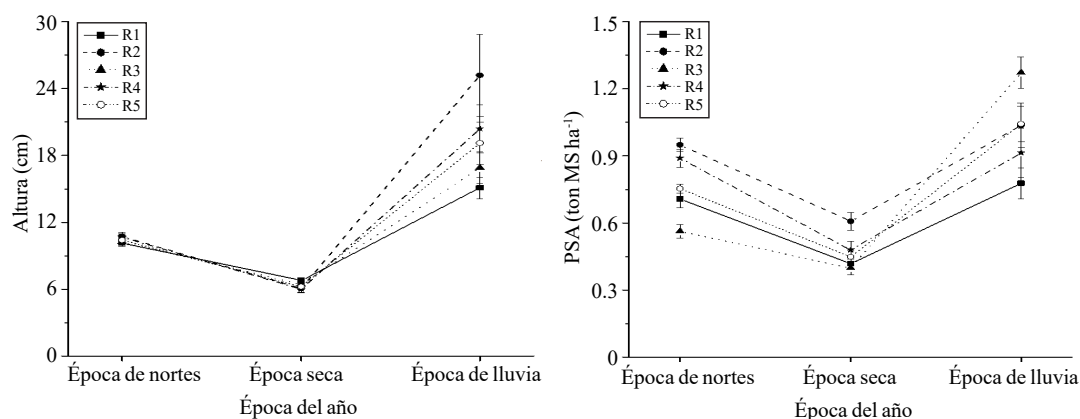 Altura (cm)
30
24
18
12
6
0
R1
R2
R3
R4
R5
Época de nortes
Época seca
Época de lluvia
Época del año
PSA (ton MS ha⁻¹)
1.5
1.2
0.9
0.6
0.3
0
R1
R2
R3
R4
R5
Época de nortes
Época seca
Época de lluvia
Época del año